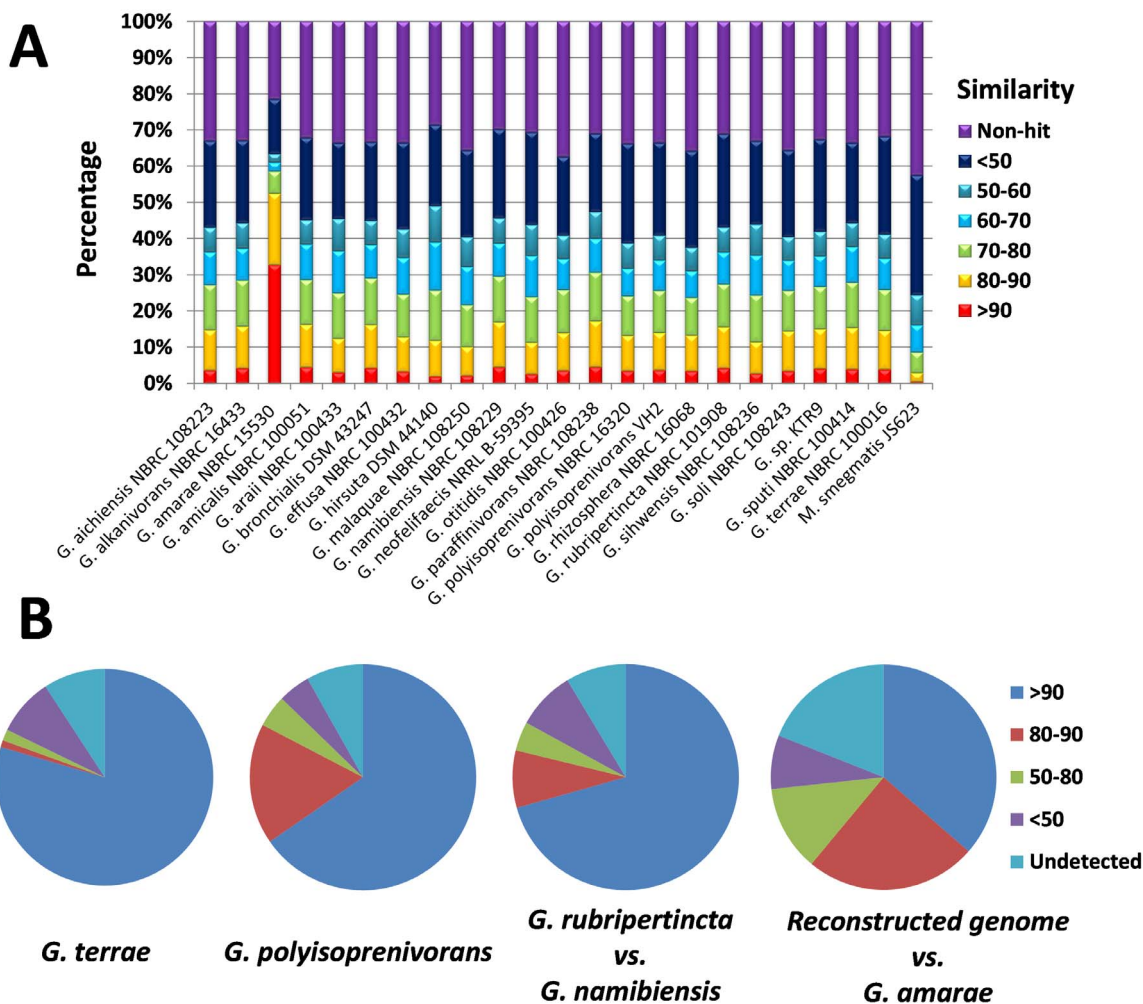 A
100%
90%
80%
70%
60%
50%
40%
30%
20%
10%
0%
Percentage
Similarity
Non-hit
<50
50-60
60-70
70-80
80-90
>90
G. aichiensis NBRC 108223
G. alkanivorans NBRC 16433
G. amarae NBRC 15530
G. amicalis NBRC 100051
G. araii NBRC 100433
G. bronchialis DSM 43247
G. effusa NBRC 100432
G. hirsuta DSM 44140
G. malaquae NBRC 108250
G. namibiensis NBRC 108229
G. neofelifaecis NRRL B-59395
G. otitidis NBRC 100426
G. paraffinivorans NBRC 108238
G. polyisoprenivorans NBRC 16320
G. polyisoprenivorans VH2
G. rhizosphera NBRC 16068
G. rubripertincta NBRC 101908
G. sihwensis NBRC 108236
G. soli NBRC 108243
G. sp. KTR9
G. sputi NBRC 100414
G. terrae NBRC 100016
M. smegmatis JS623
B
>90
80-90
50-80
<50
Undetected
G. terrae
G. polyisoprenivorans
G. rubripertincta
vs.
G. namibiensis
Reconstructed genome
vs.
G. amarae